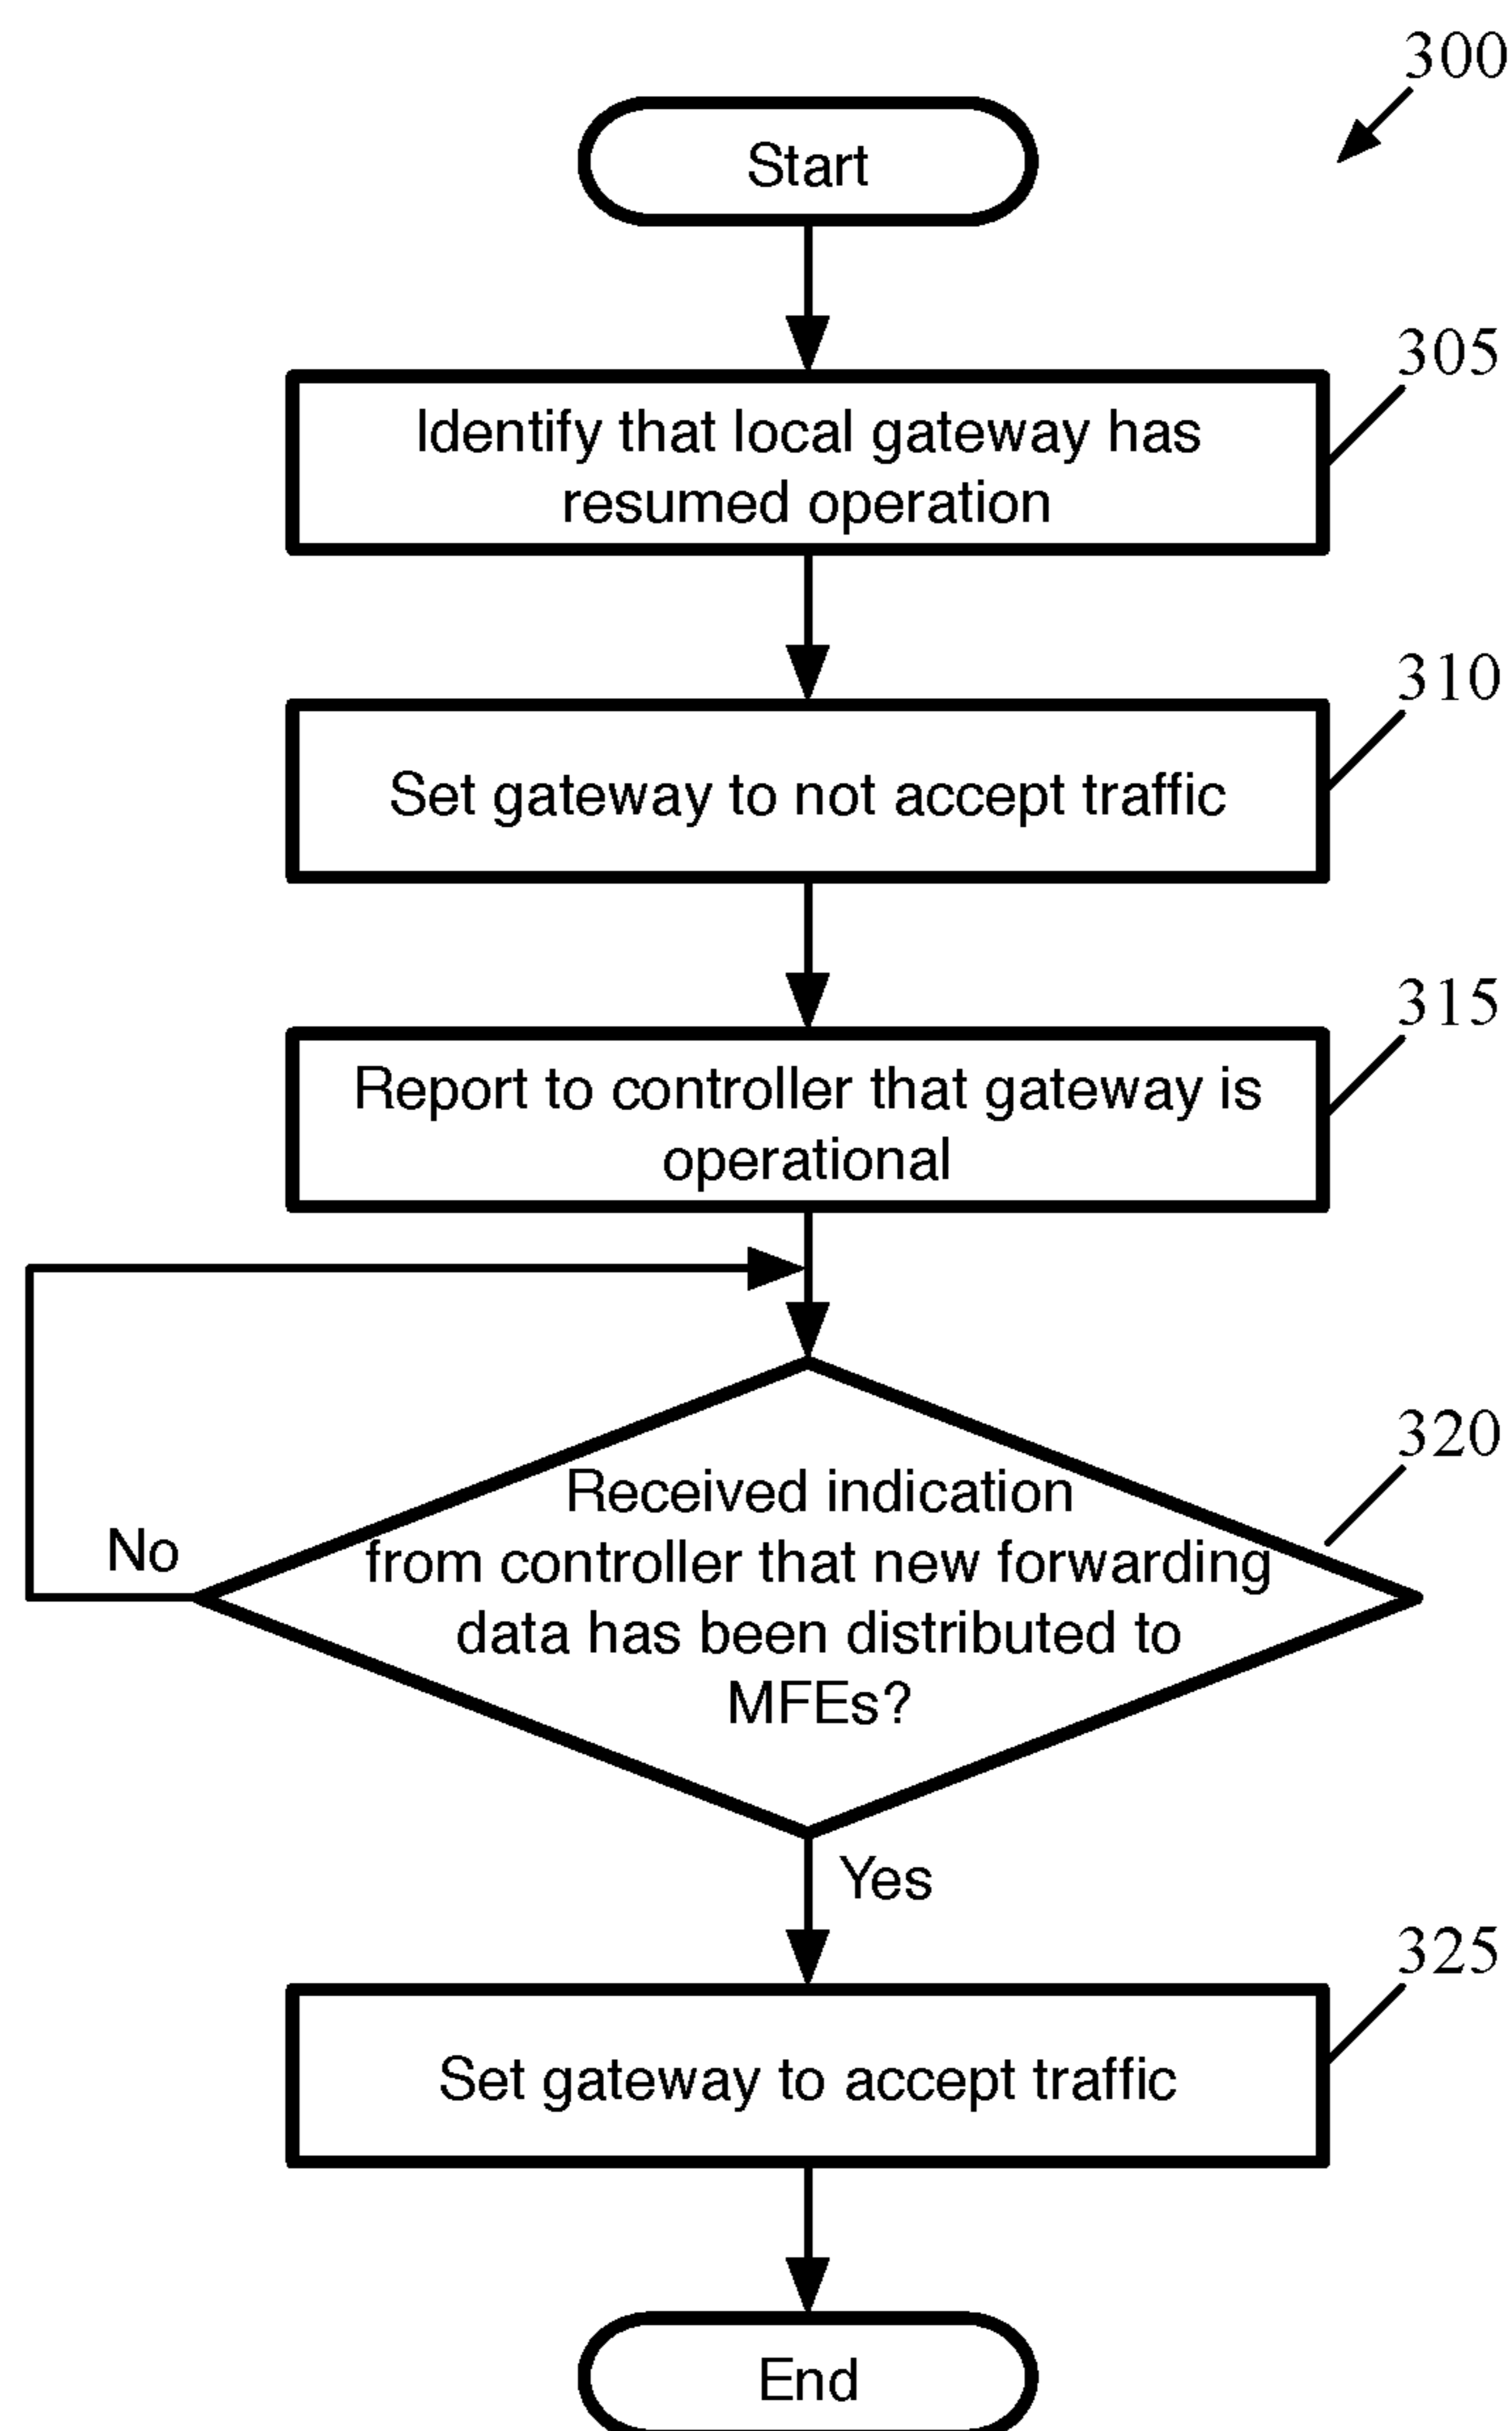 300
Start
305
Identify that local gateway has
resumed operation
310
Set gateway to not accept traffic
315
Report to controller that gateway is
operational
320
Received indication
from controller that new forwarding
data has been distributed to
MFEs?
No
Yes
325
Set gateway to accept traffic
End